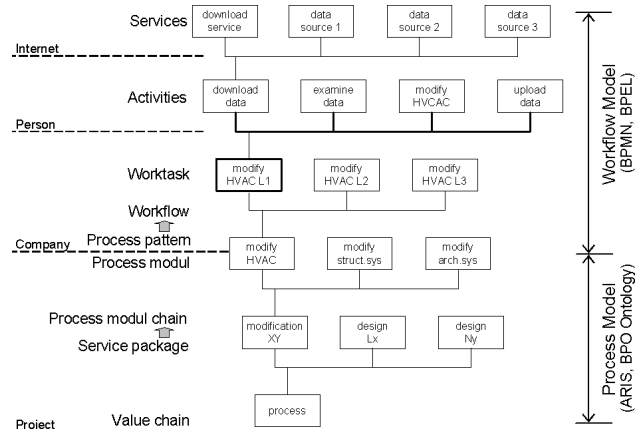 Services
download
service
data
source 1
data
source 2
data
source 3
Internet
Activities
download
data
examine
data
modify
HVCAC
upload
data
Person
Worktask
modify
HVAC L1
modify
HVAC L2
modify
HVAC L3
Workflow
Process pattern
Company
Process modul
modify
HVAC
modify
struct.sys
modify
arch.sys
Process modul chain
Service package
modification
XY
design
Lx
design
Ny
Value chain
process
Project
Workflow Model
(BPMN, BPEL)
Process Model
(ARIS, BPO Ontology)